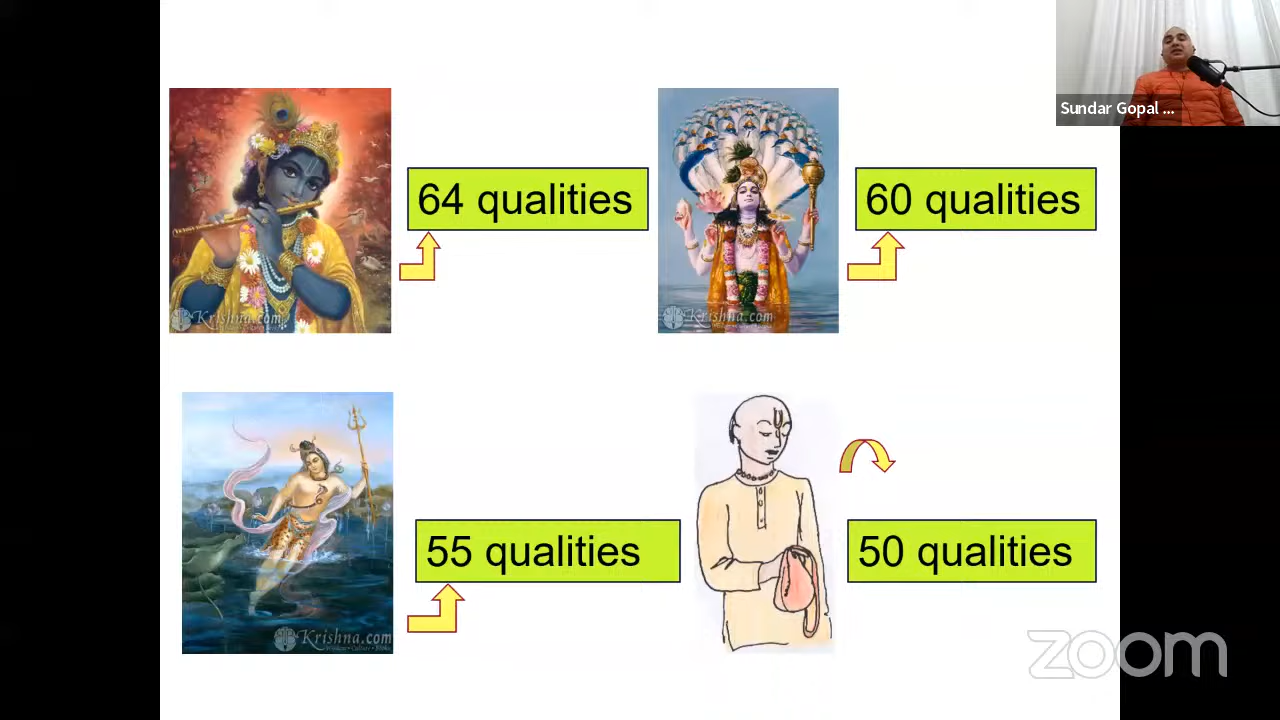 Sundar Gopal ...
64 qualities
60 qualities
Krishna.com
Krishna.com
55 qualities
50 qualities
Krishna.com
zoom